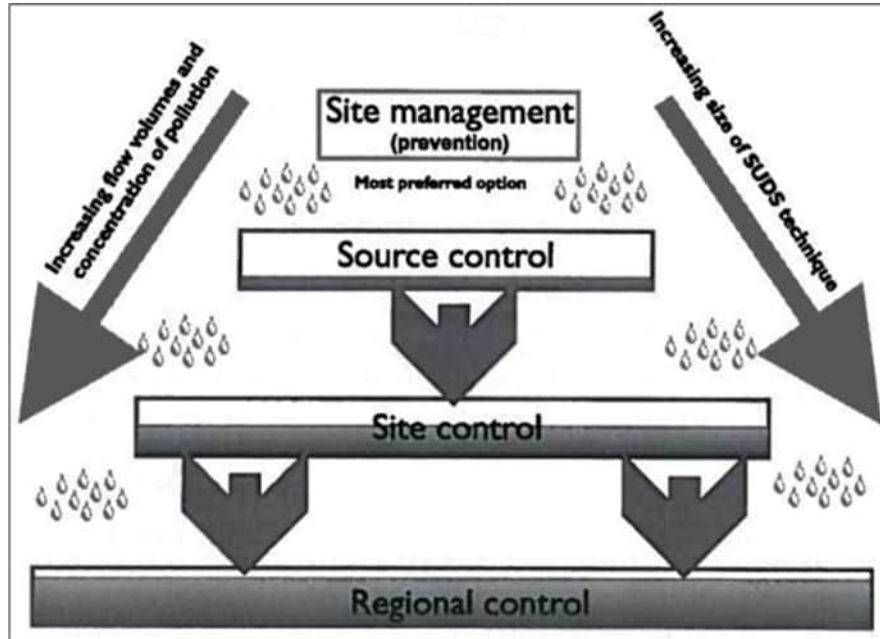 Increasing flow volumes and
concentration of pollution
Increasing size of SUDS technique
Site management
(prevention)
Most preferred option
Source control
Site control
Regional control